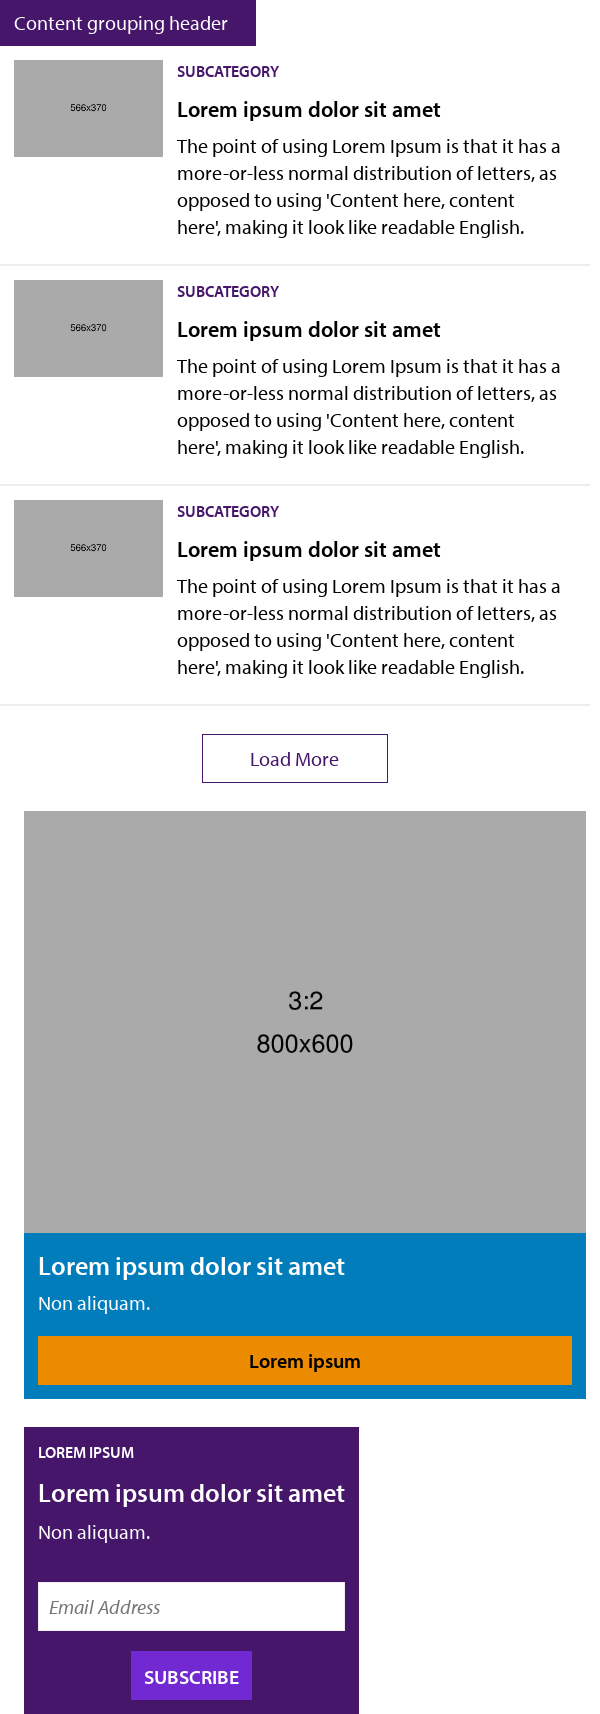 Content grouping header
566x370
SUBCATEGORY
Lorem ipsum dolor sit amet
The point of using Lorem Ipsum is that it has a
more-or-less normal distribution of letters, as
opposed to using 'Content here, content
here', making it look like readable English.
566x370
SUBCATEGORY
Lorem ipsum dolor sit amet
The point of using Lorem Ipsum is that it has a
more-or-less normal distribution of letters, as
opposed to using 'Content here, content
here', making it look like readable English.
566x370
SUBCATEGORY
Lorem ipsum dolor sit amet
The point of using Lorem Ipsum is that it has a
more-or-less normal distribution of letters, as
opposed to using 'Content here, content
here', making it look like readable English.
Load More
3:2
800x600
Lorem ipsum dolor sit amet
Non aliquam.
Lorem ipsum
LOREM IPSUM
Lorem ipsum dolor sit amet
Non aliquam.
Email Address
SUBSCRIBE